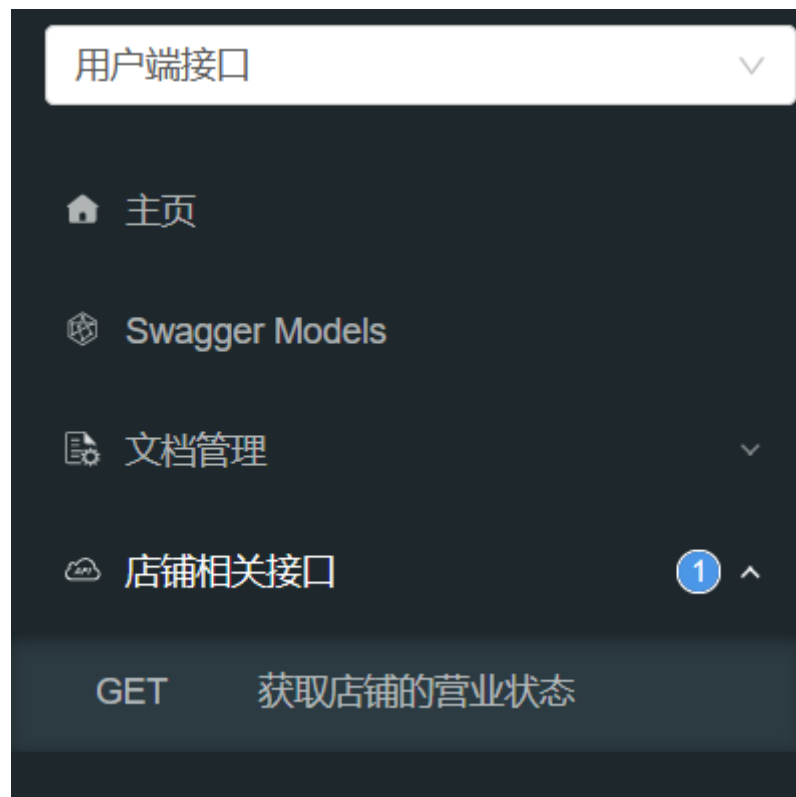 用户端接口
主页
Swagger Models
文档管理
店铺相关接口 1
GET 获取店铺的营业状态